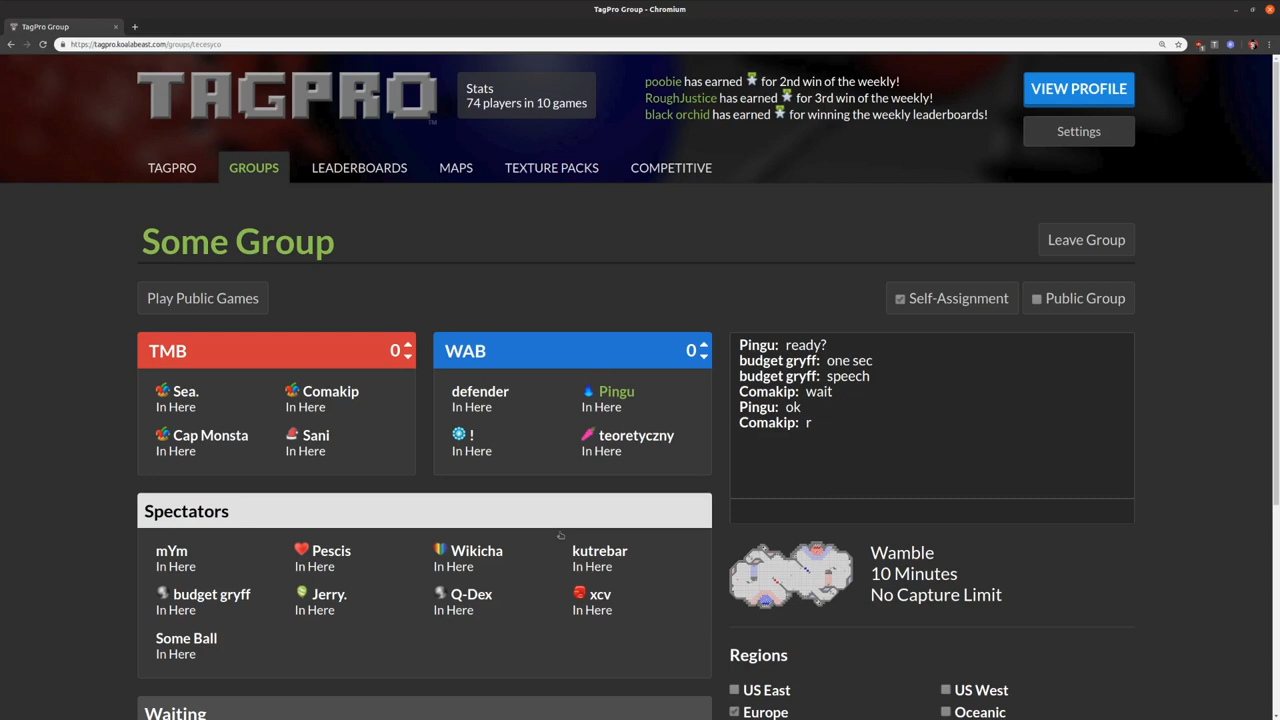 TagPro Group - Chromium
TagPro Group
https://tagpro.koalabeast.com/groups/tecesyco
TAGPRO
TM
Stats
74 players in 10 games
poobie has earned for 2nd win of the weekly!
RoughJustice has earned for 3rd win of the weekly!
black orchid has earned for winning the weekly leaderboards!
VIEW PROFILE
Settings
TAGPRO
GROUPS
LEADERBOARDS
MAPS
TEXTURE PACKS
COMPETITIVE
Some Group
Leave Group
Play Public Games
Self-Assignment
Public Group
TMB 0
Sea.
In Here
Comakip
In Here
Cap Monsta
In Here
Sani
In Here
WAB 0
defender
In Here
Pingu
In Here
!
In Here
teoretyczny
In Here
Pingu: ready?
budget gryff: one sec
budget gryff: speech
Comakip: wait
Pingu: ok
Comakip: r
Spectators
mYm
In Here
Pescis
In Here
Wikicha
In Here
kutrebar
In Here
budget gryff
In Here
Jerry.
In Here
Q-Dex
In Here
xcv
In Here
Some Ball
In Here
Waiting
Wamble
10 Minutes
No Capture Limit
Regions
US East
US West
Europe
Oceanic